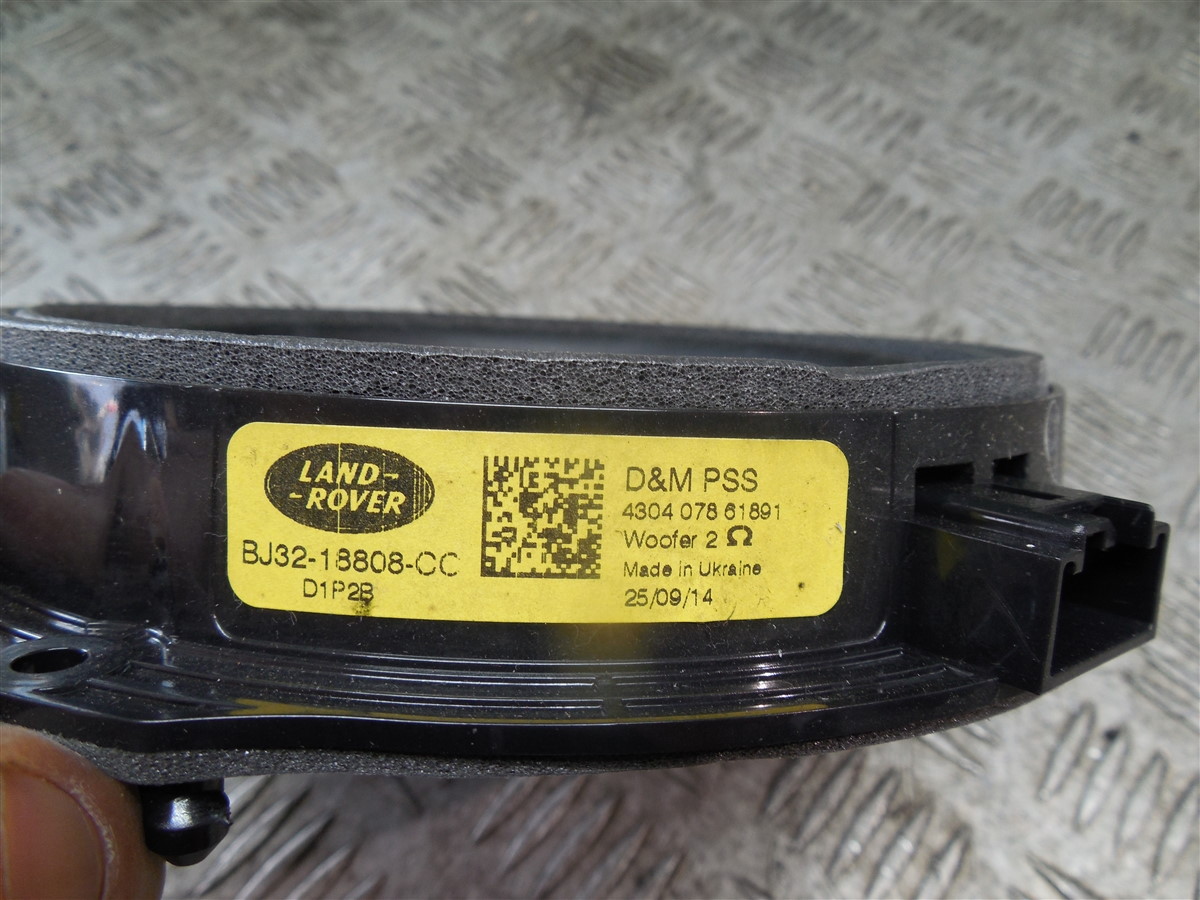 LAND-
-ROVER
BJ32-18808-CC
D1P2B
D&M PSS
4304 078 61891
Woofer 2 Ω
Made in Ukraine
25/09/14